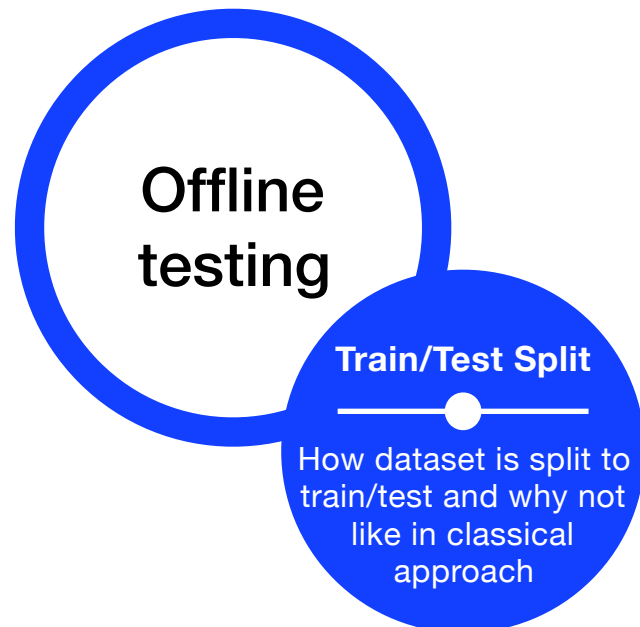 Offline
testing
Train/Test Split
How dataset is split to
train/test and why not
like in classical
approach